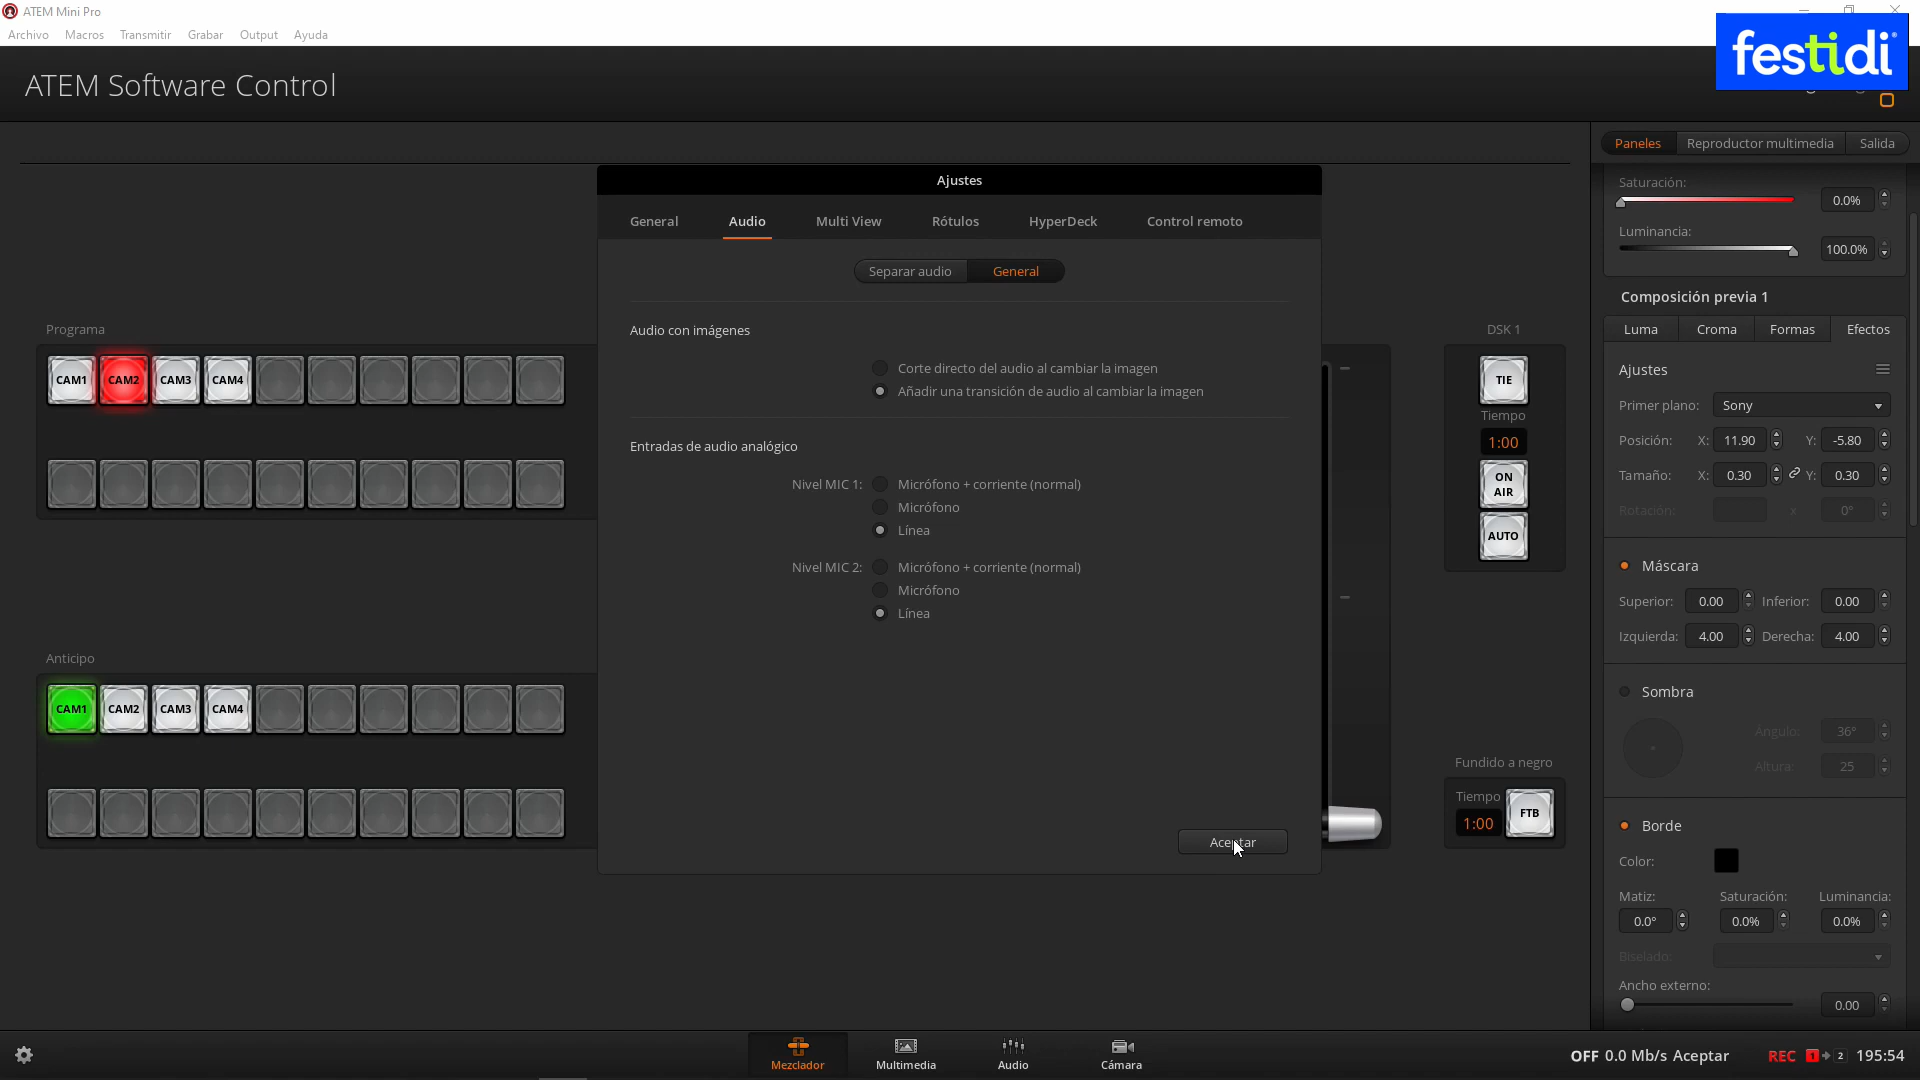 ATEM Mini Pro
Archivo Macros Transmitir Grabar Output Ayuda
festidi
ATEM Software Control
Paneles Reproductor multimedia Salida
Programa
CAM1 CAM2 CAM3 CAM4
Anticipo
CAM1 CAM2 CAM3 CAM4
Ajustes
General Audio Multi View Rótulos HyperDeck Control remoto
Separar audio General
Audio con imágenes
Corte directo del audio al cambiar la imagen
Añadir una transición de audio al cambiar la imagen
Entradas de audio analógico
Nivel MIC 1: Micrófono + corriente (normal)
Micrófono
Línea
Nivel MIC 2: Micrófono + corriente (normal)
Micrófono
Línea
Aceptar
DSK 1
TIE
Tiempo
1:00
ON
AIR
AUTO
Fundido a negro
Tiempo
1:00 FTB
Saturación:
0.0%
Luminancia:
100.0%
Composición previa 1
Luma Croma Formas Efectos
Ajustes
Primer plano: Sony
Posición: X: 11.90 Y: -5.80
Tamaño: X: 0.30 Y: 0.30
Rotación: x 0°
Máscara
Superior: 0.00 Inferior: 0.00
Izquierda: 4.00 Derecha: 4.00
Sombra
Angulo: 36°
Altura: 25
Borde
Color:
Matiz: Saturación: Luminancia:
0.0° 0.0% 0.0%
Biselado:
Ancho externo:
0.00
Mezclador Multimedia Audio Cámara
OFF 0.0 Mb/s Aceptar REC 1 2 195:54